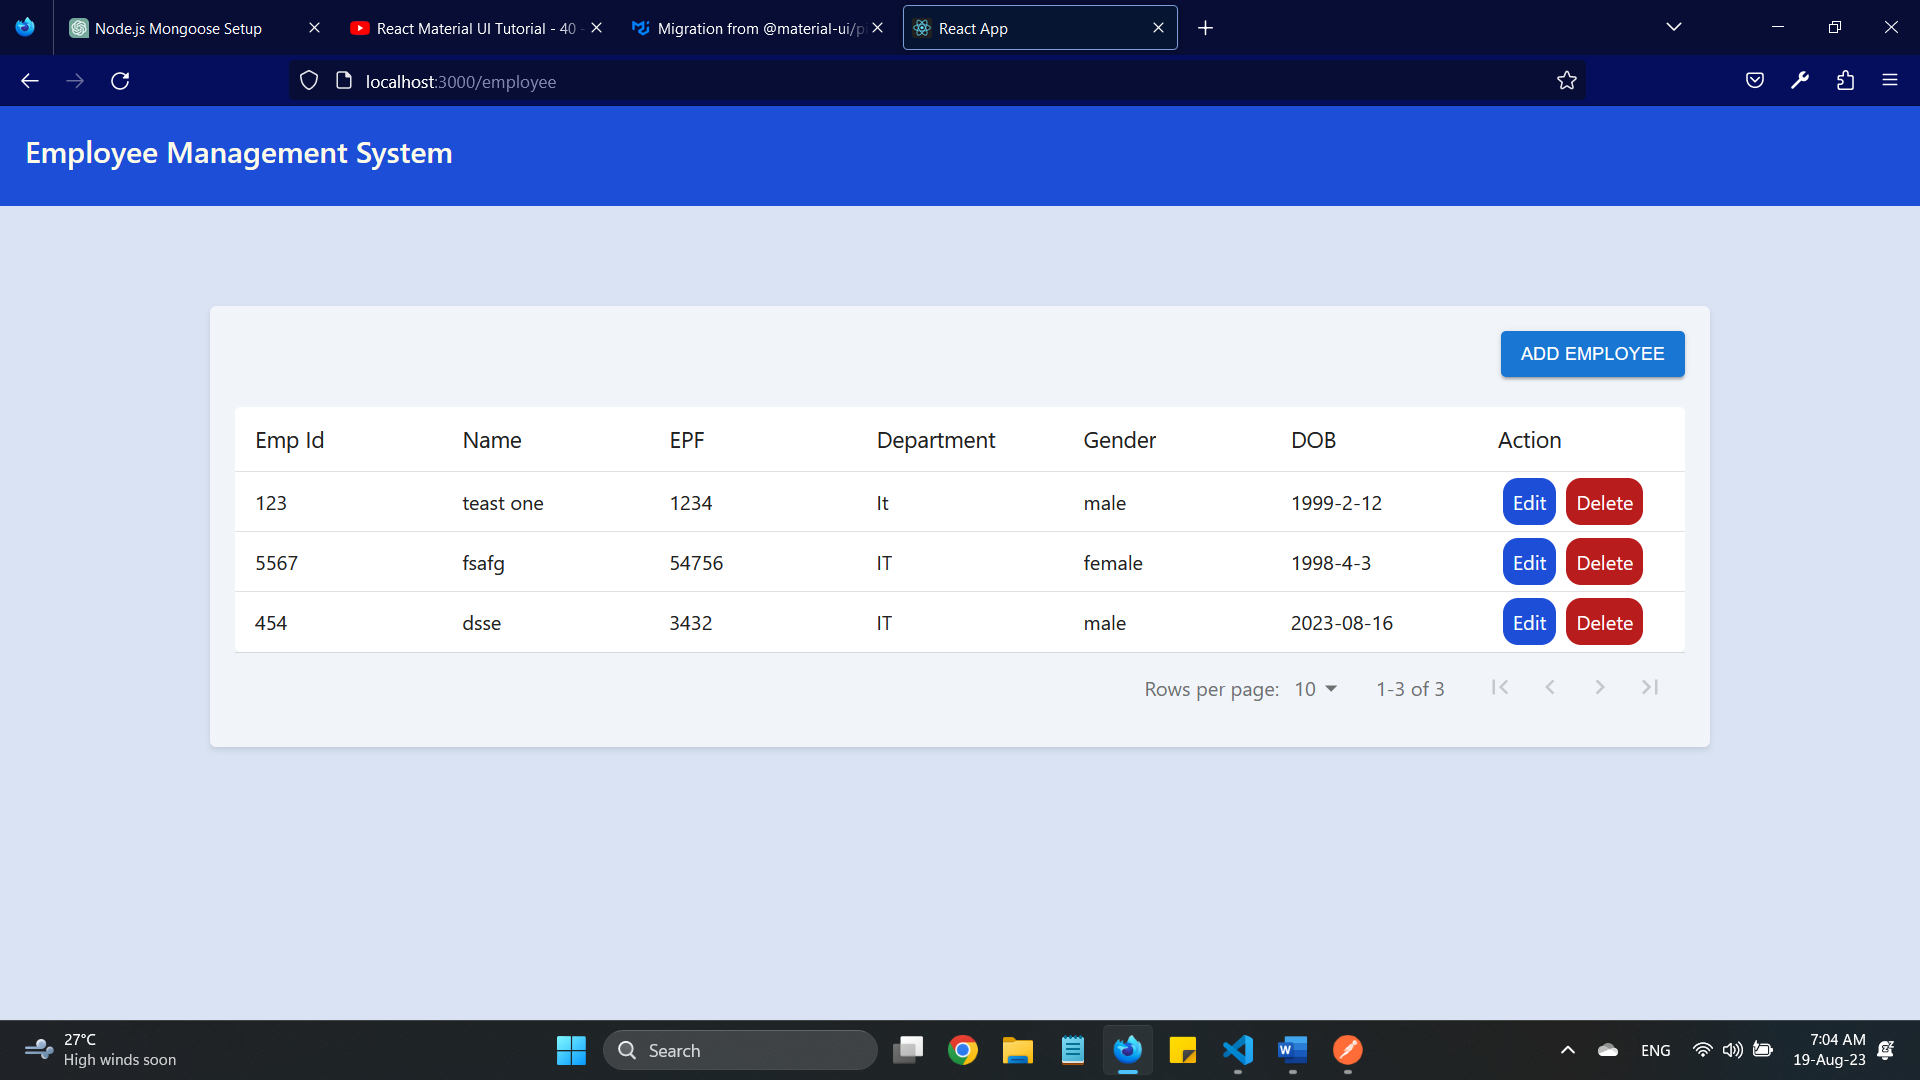 Node.js Mongoose Setup
React Material UI Tutorial - 40 -
Migration from @material-ui/pi
React App
localhost:3000/employee
Employee Management System
ADD EMPLOYEE
Emp Id Name EPF Department Gender DOB Action
123 teast one 1234 It male 1999-2-12 Edit Delete
5567 fsafg 54756 IT female 1998-4-3 Edit Delete
454 dsse 3432 IT male 2023-08-16 Edit Delete
Rows per page: 10 1-3 of 3
27°C
High winds soon
Search
ENG
7:04 AM
19-Aug-23